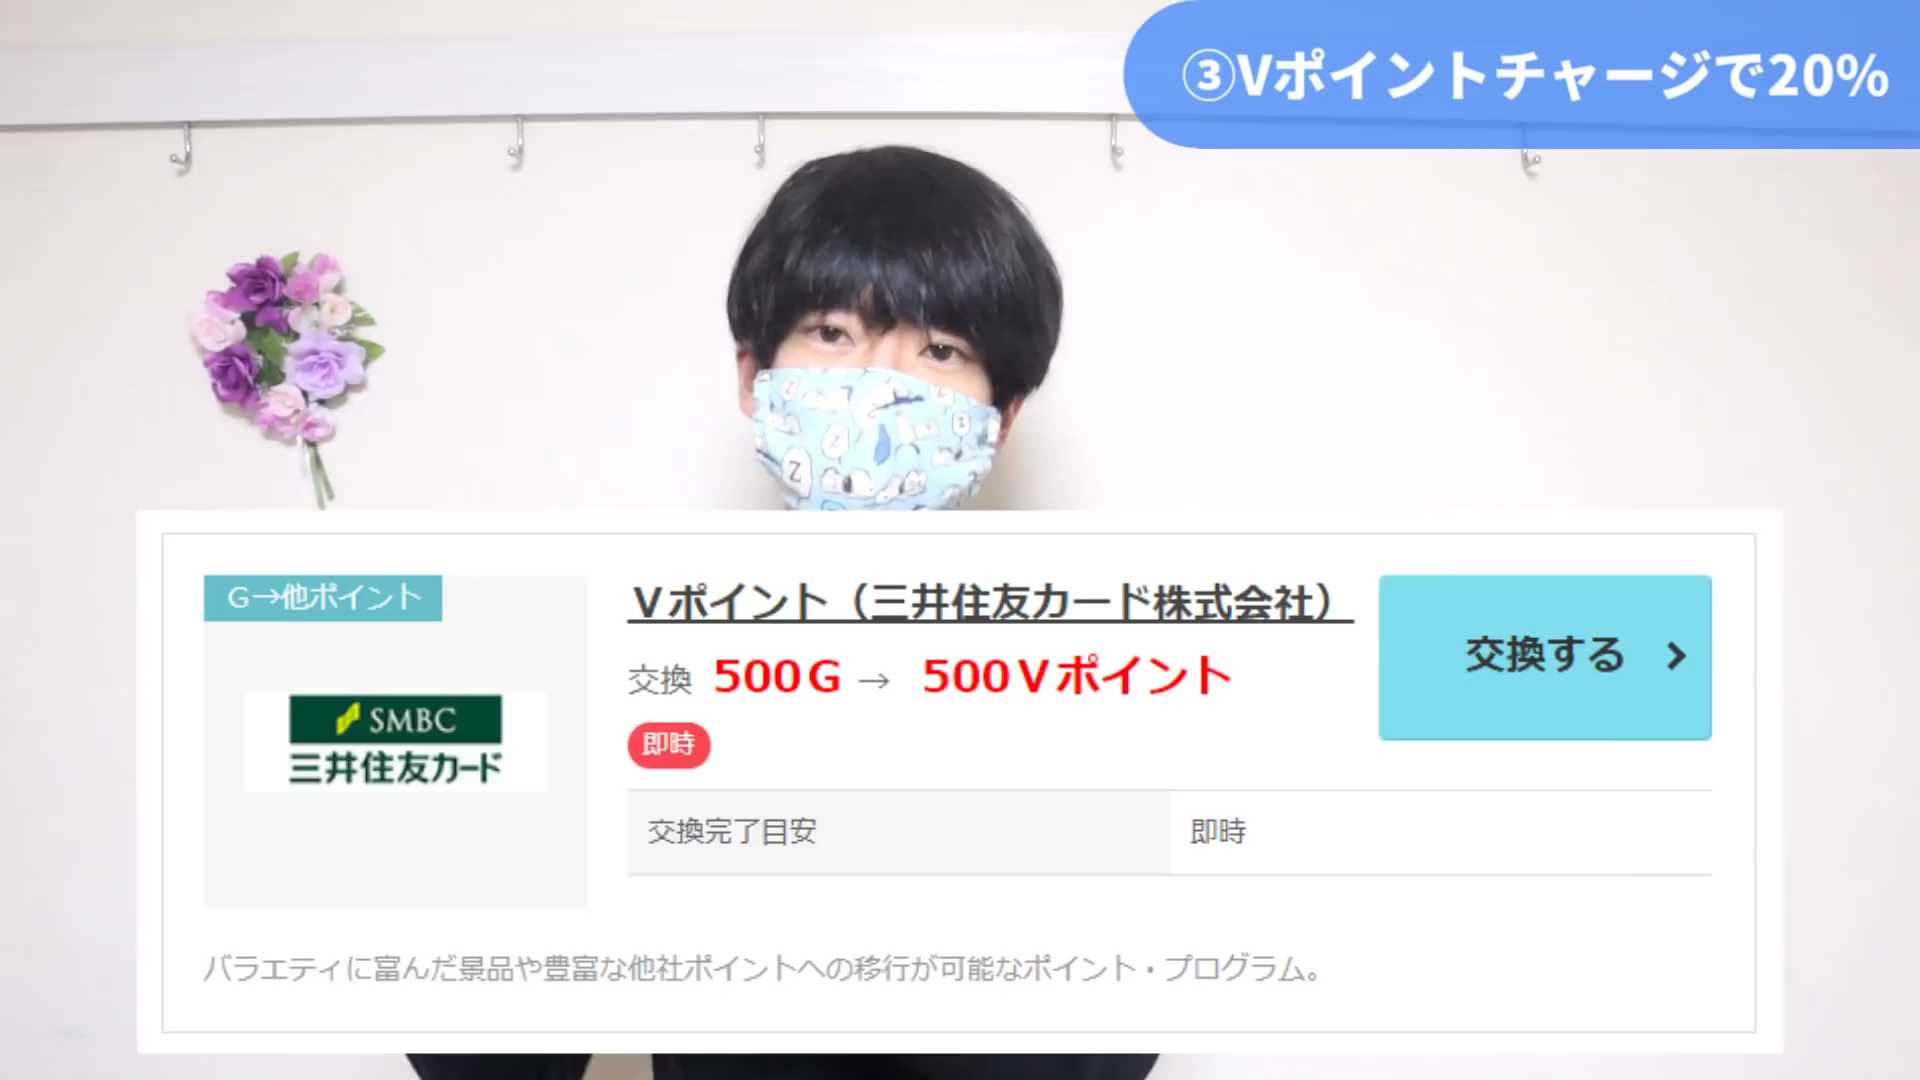 ③Vポイントチャージで20%
G→他ポイント
SMBC
三井住友カード
Vポイント（三井住友カード株式会社）
交換 500G → 500Vポイント
即時
交換する
交換完了目安 即時
バラエティに富んだ景品や豊富な他社ポイントへの移行が可能なポイント・プログラム。
Z
Z
Z
Z